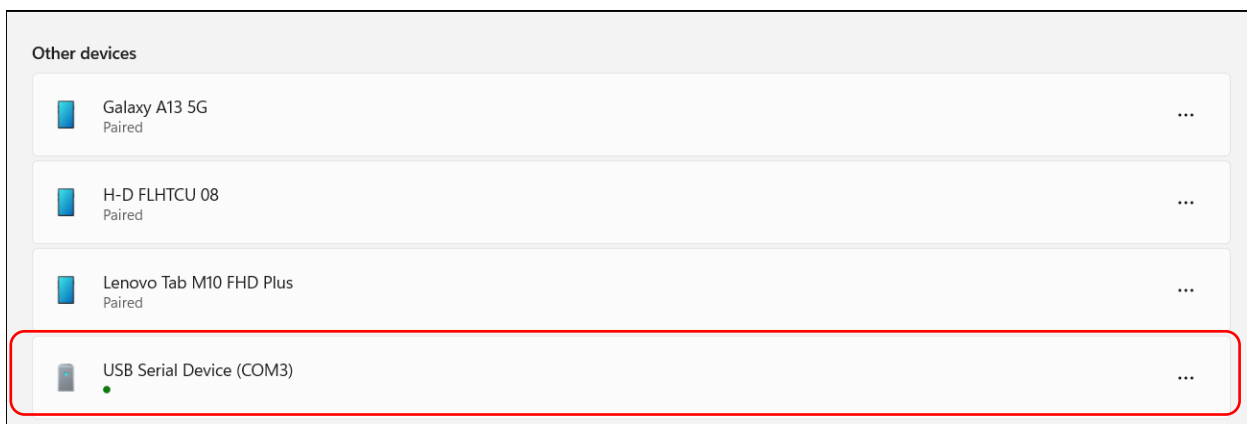 Other devices
Galaxy A13 5G
Paired
H-D FLHTCU 08
Paired
Lenovo Tab M10 FHD Plus
Paired
USB Serial Device (COM3)